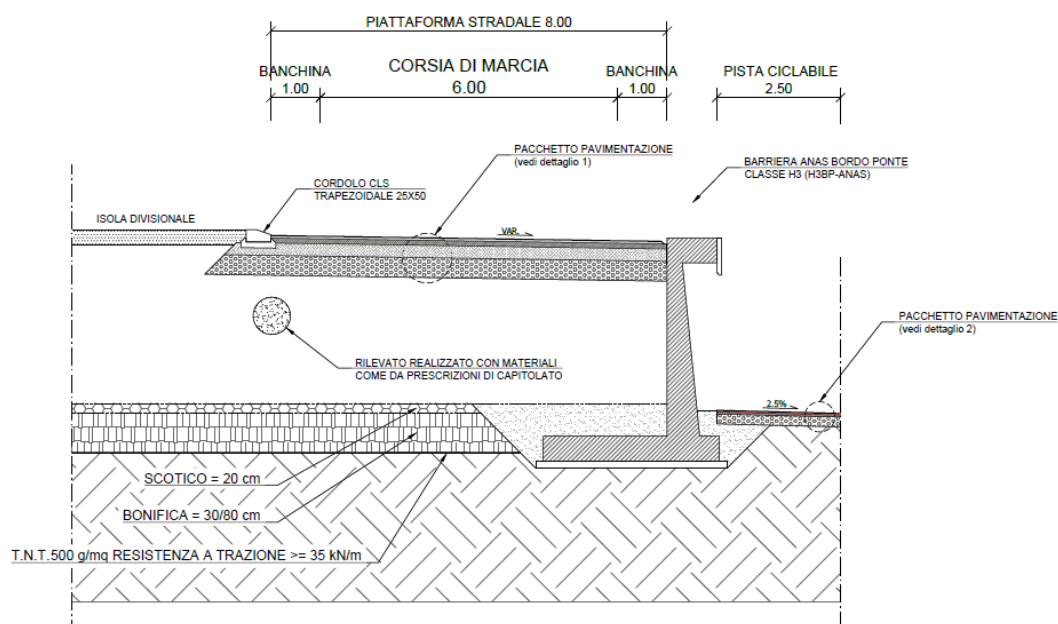 PIATTAFORMA STRADALE 8.00
BANCHINA
1.00
CORSIA DI MARCIA
6.00
BANCHINA
1.00
PISTA CICLABILE
2.50
PACCHETTO PAVIMENTAZIONE
(vedi dettaglio 1)
BARRIERA ANAS BORDO PONTE
CLASSE H3 (H3BP-ANAS)
CORDOLO CLS
TRAPEZOIDALE 25X50
ISOLA DIVISIONALE
VAR.
PACCHETTO PAVIMENTAZIONE
(vedi dettaglio 2)
RILEVATO REALIZZATO CON MATERIALI
COME DA PRESCRIZIONI DI CAPITOLATO
2.5%
SCOTICO = 20 cm
BONIFICA = 30/80 cm
T.N.T.500 g/mq RESISTENZA A TRAZIONE >= 35 kN/m